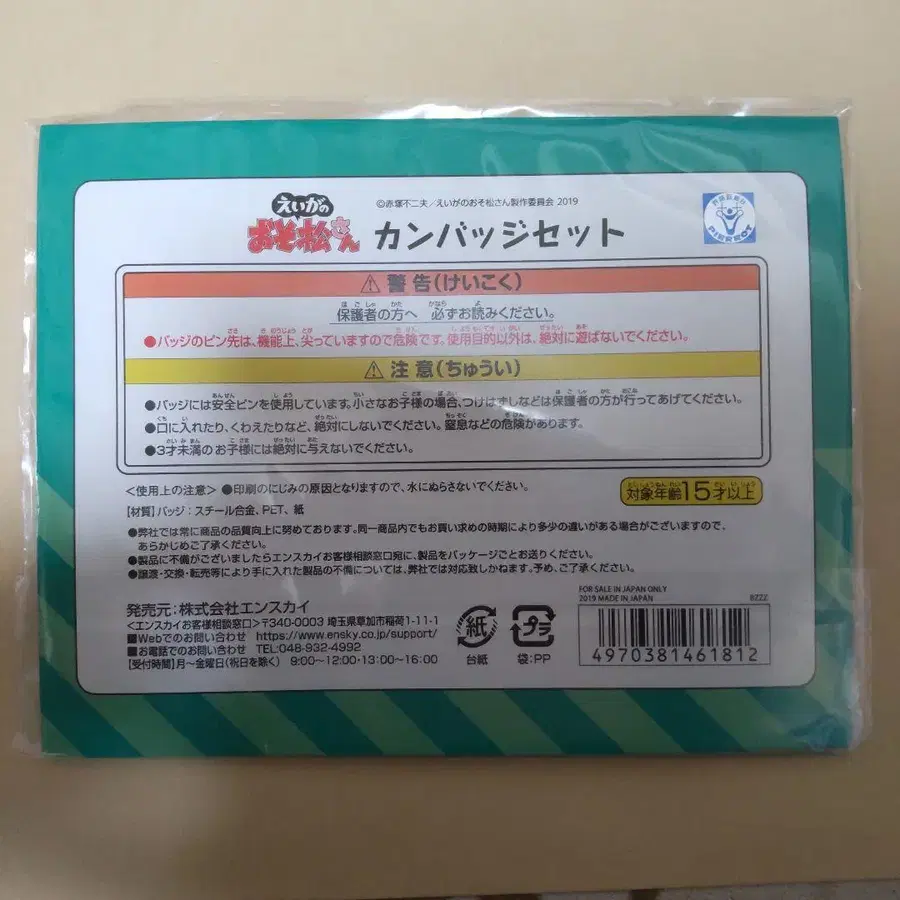 えいがの
おそ松さん
©赤塚不二夫／えいがのおそ松さん製作委員会 2019
カンバッジセット
PIERROT
警告(けいこく)
保護者の方へ 必ずお読みください。
●バッジのピン先は、機能上、尖っていますので危険です。使用目的以外は、絶対に遊ばないでください。
注意(ちゅうい)
●バッジには安全ピンを使用しています。小さなお子様の場合、つけはずしなどは保護者の方が行ってあげてください。
●口に入れたり、くわえたりなど、絶対にしないでください。窒息などの危険があります。
●3才未満のお子様には絶対に与えないでください。
＜使用上の注意＞ ●印刷のにじみの原因となりますので、水にぬらさないでください。
対象年齢15才以上
【材質】バッジ：スチール合金、PET、紙
●弊社では常に商品の品質向上に努めております。同一商品内でもお買い求めの時期により多少の違いがある場合がございますので、
あらかじめご了承ください。
●製品に不備がございましたらエンスカイお客様相談窓口宛に、製品をパッケージごとお送りください。
●譲渡・交換・転売等により手に入れた製品の不備については、弊社では対応致しかねます。予め、ご了承ください。
発売元：株式会社エンスカイ
＜エンスカイお客様相談窓口＞〒340-0003 埼玉県草加市稲荷1-11-1
■Webでのお問い合わせ https://www.ensky.co.jp/support/
■お電話でのお問い合わせ TEL:048-932-4992
【受付時間】月〜金曜日(祝日を除く) 9:00〜12:00・13:00〜16:00
紙
台紙
プラ
袋：PP
FOR SALE IN JAPAN ONLY
2019 MADE IN JAPAN
BZZZ
4970381461812